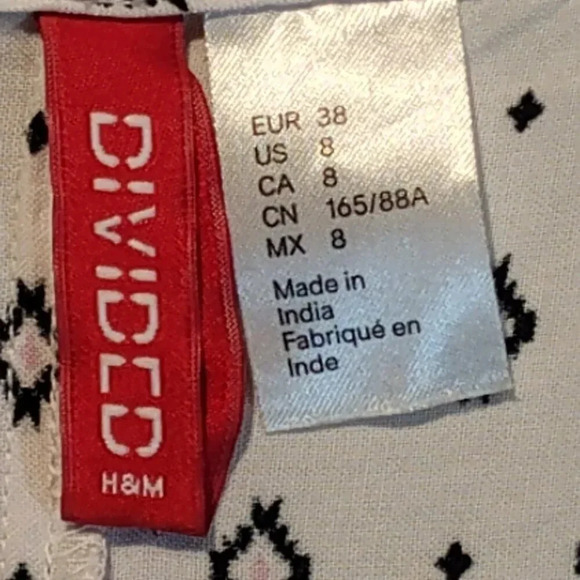 DIVIDED
H&M
EUR 38
US 8
CA 8
CN 165/88A
MX 8
Made in
India
Fabriqué en
Inde